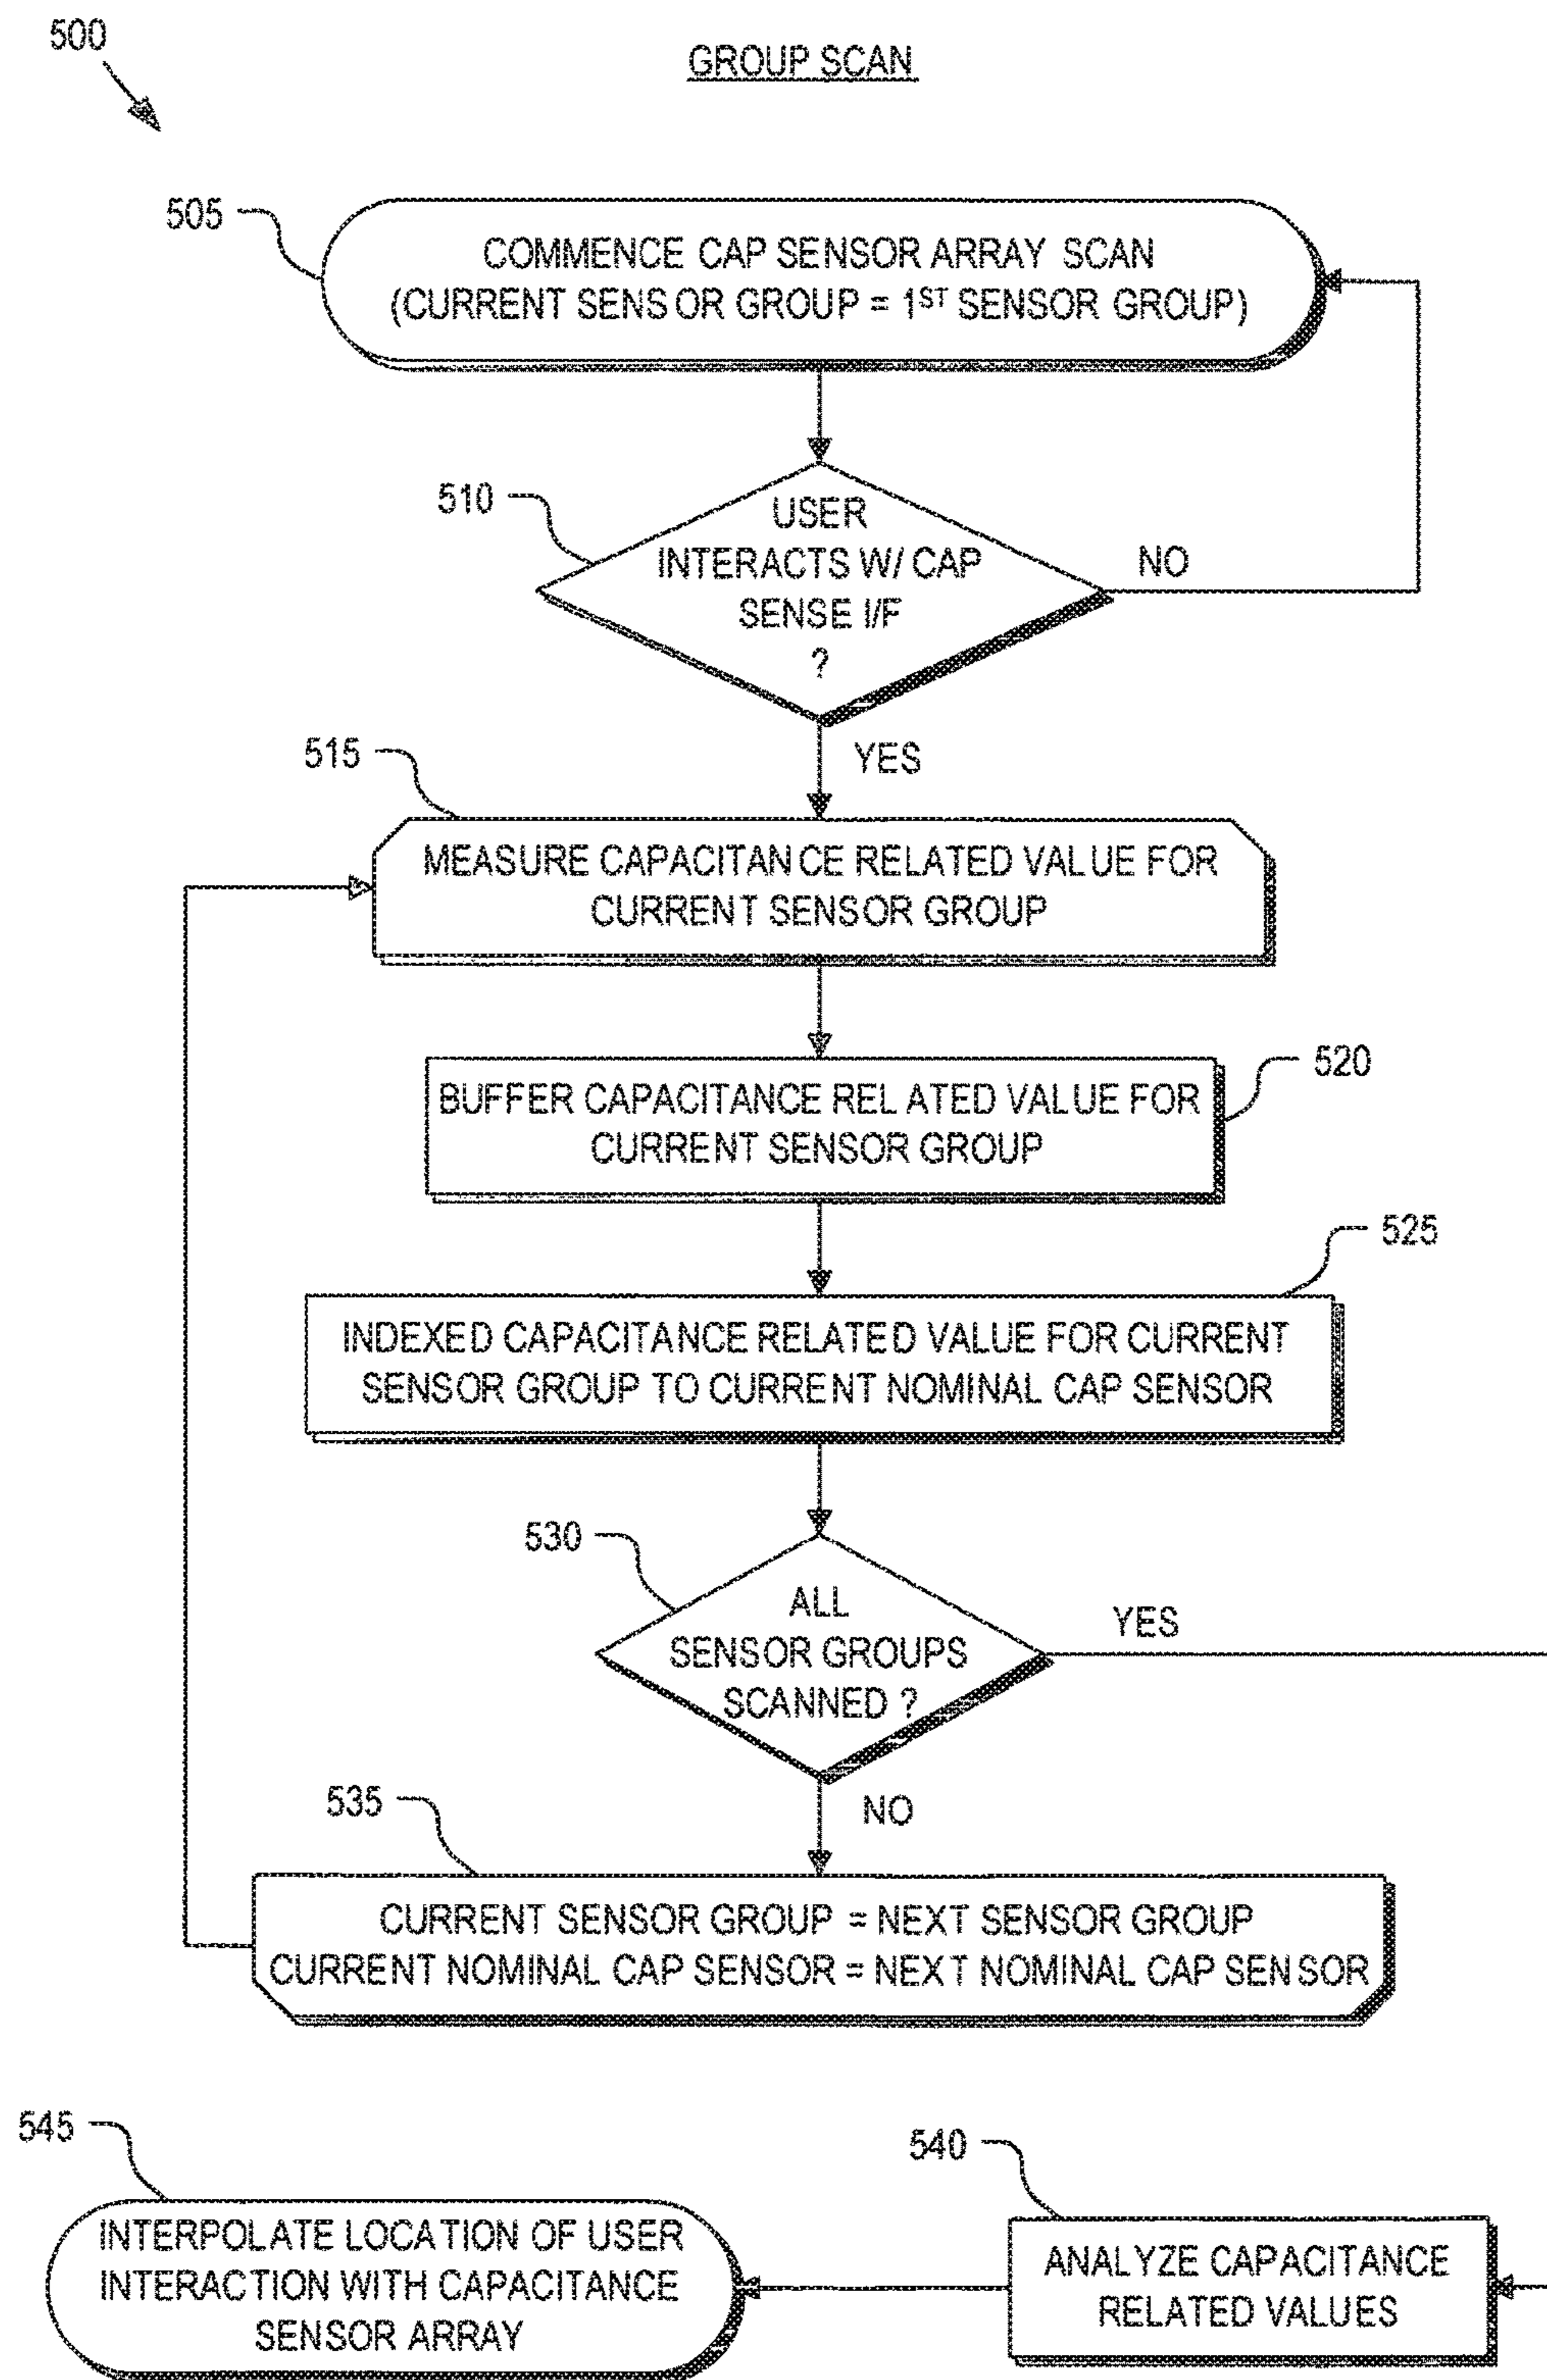 500
GROUP SCAN
505
COMMENCE CAP SENSOR ARRAY SCAN
(CURRENT SENSOR GROUP = 1ST SENSOR GROUP)
510
USER
INTERACTS W/ CAP
SENSE I/F
?
NO
YES
515
MEASURE CAPACITANCE RELATED VALUE FOR
CURRENT SENSOR GROUP
520
BUFFER CAPACITANCE RELATED VALUE FOR
CURRENT SENSOR GROUP
525
INDEXED CAPACITANCE RELATED VALUE FOR CURRENT
SENSOR GROUP TO CURRENT NOMINAL CAP SENSOR
530
ALL
SENSOR GROUPS
SCANNED ?
YES
NO
535
CURRENT SENSOR GROUP = NEXT SENSOR GROUP
CURRENT NOMINAL CAP SENSOR = NEXT NOMINAL CAP SENSOR
545
INTERPOLATE LOCATION OF USER
INTERACTION WITH CAPACITANCE
SENSOR ARRAY
540
ANALYZE CAPACITANCE
RELATED VALUES